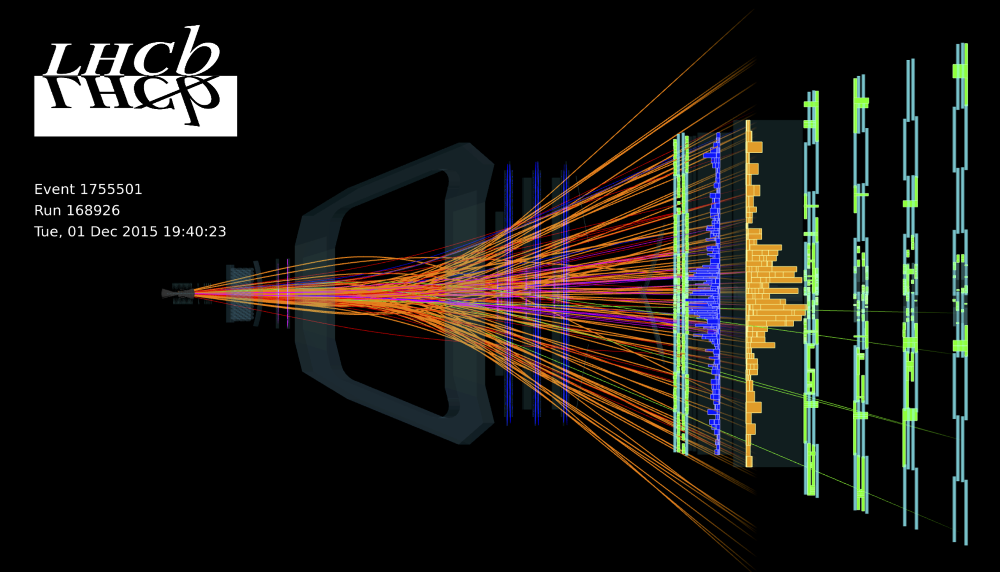 LHCb
Event 1755501
Run 168926
Tue, 01 Dec 2015 19:40:23